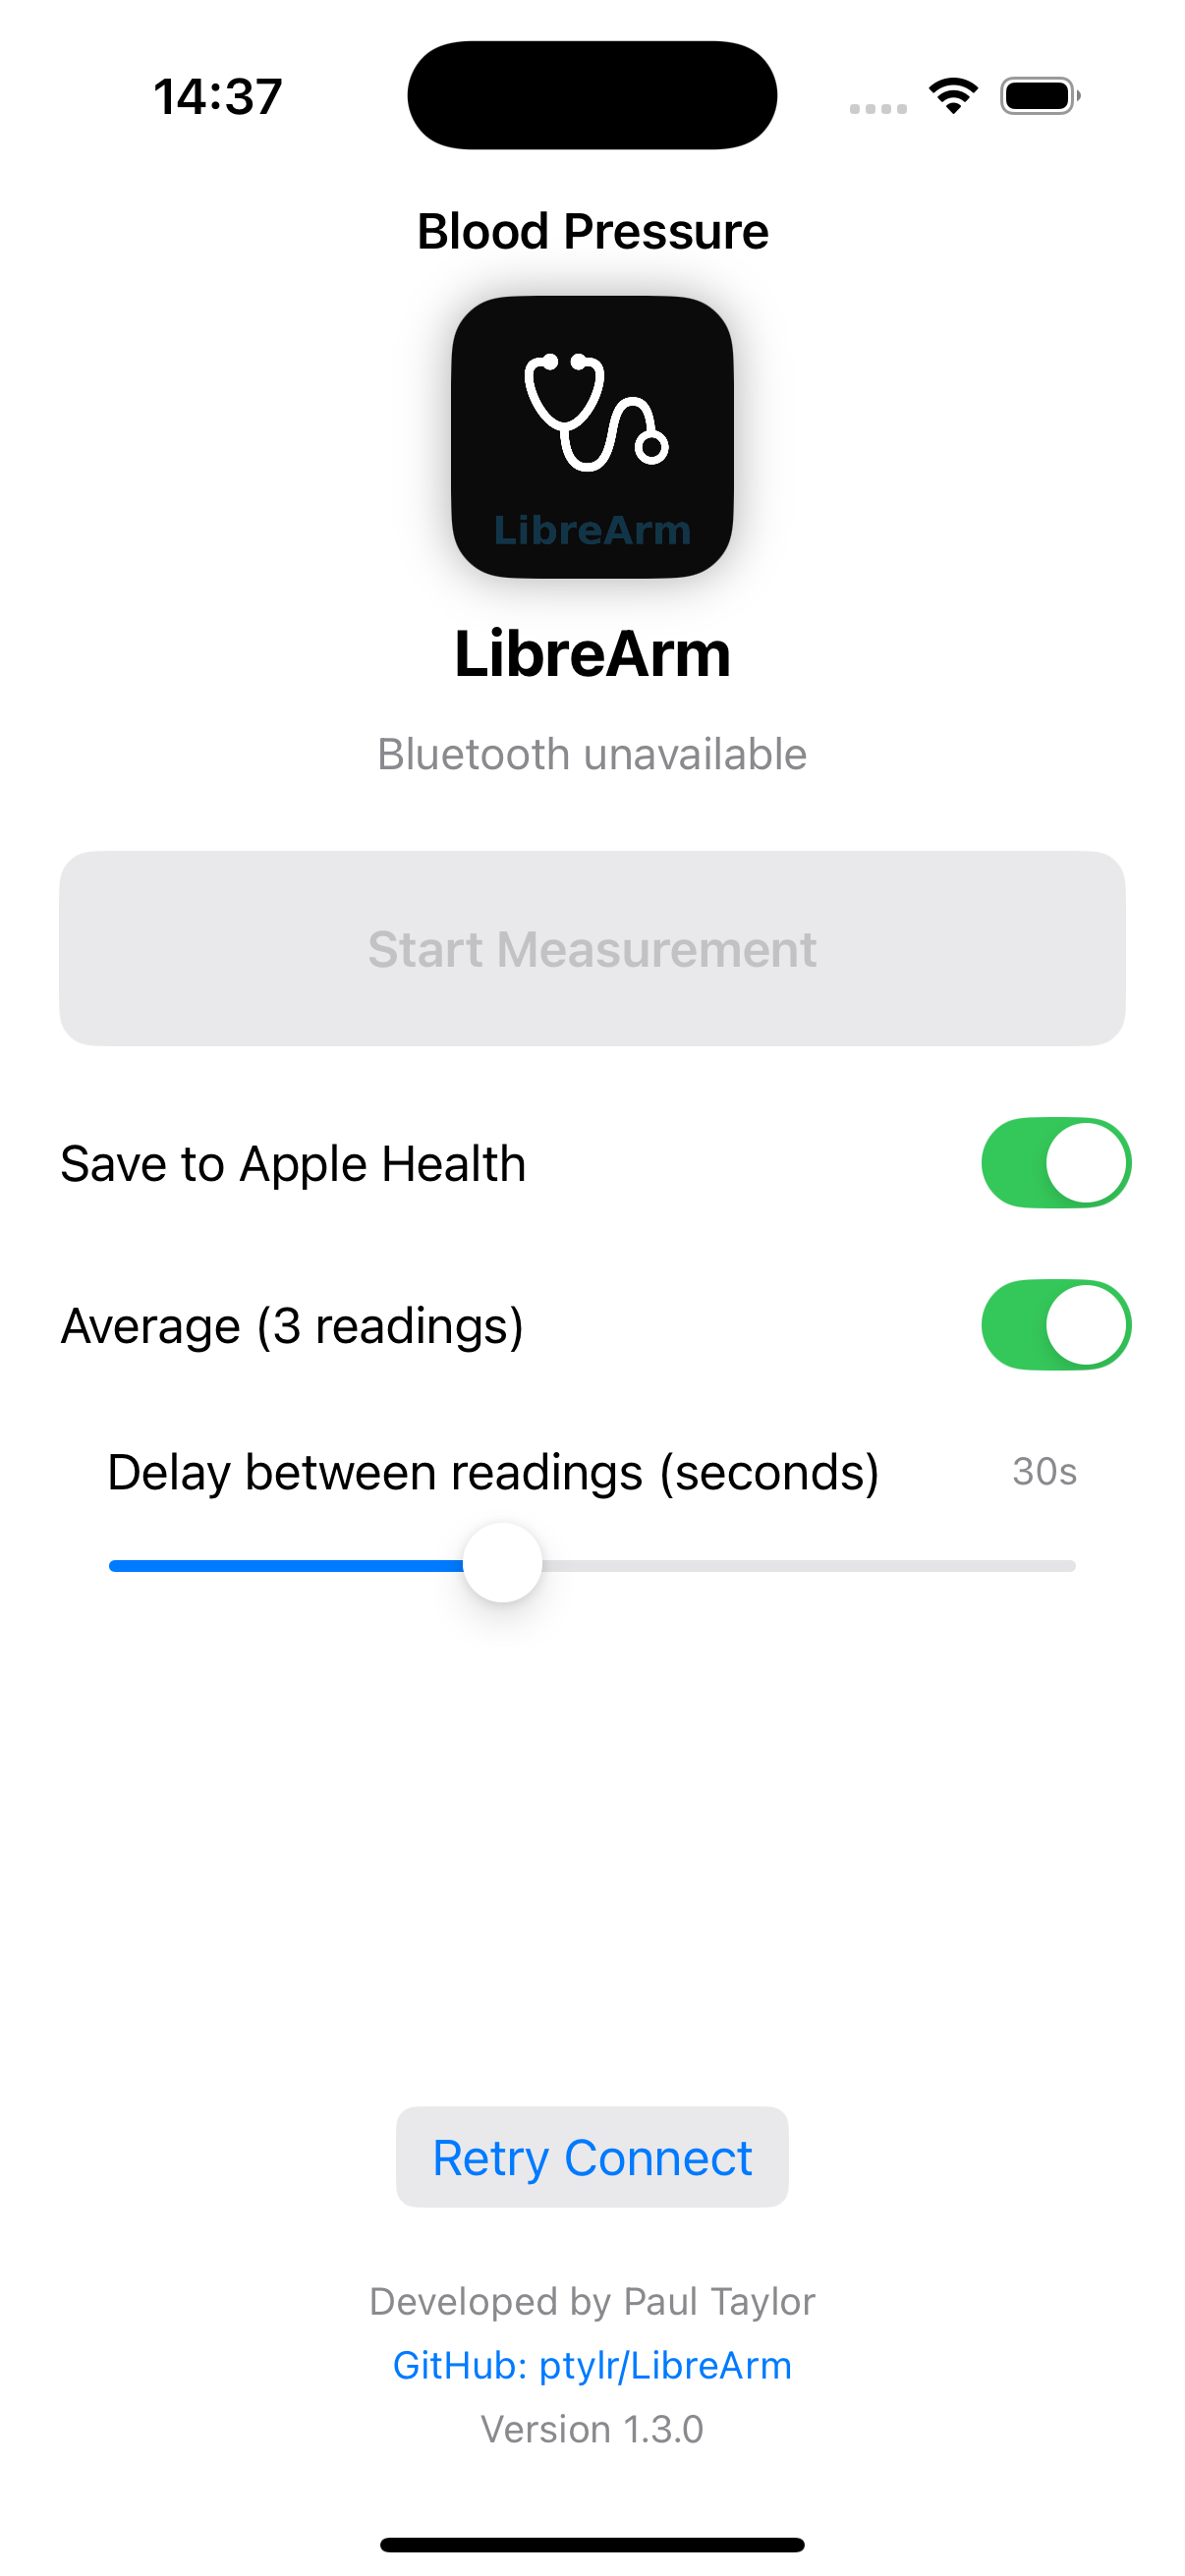 14:37
Blood Pressure
LibreArm
LibreArm
Bluetooth unavailable
Start Measurement
Save to Apple Health
Average (3 readings)
Delay between readings (seconds) 30s
Retry Connect
Developed by Paul Taylor
GitHub: ptylr/LibreArm
Version 1.3.0